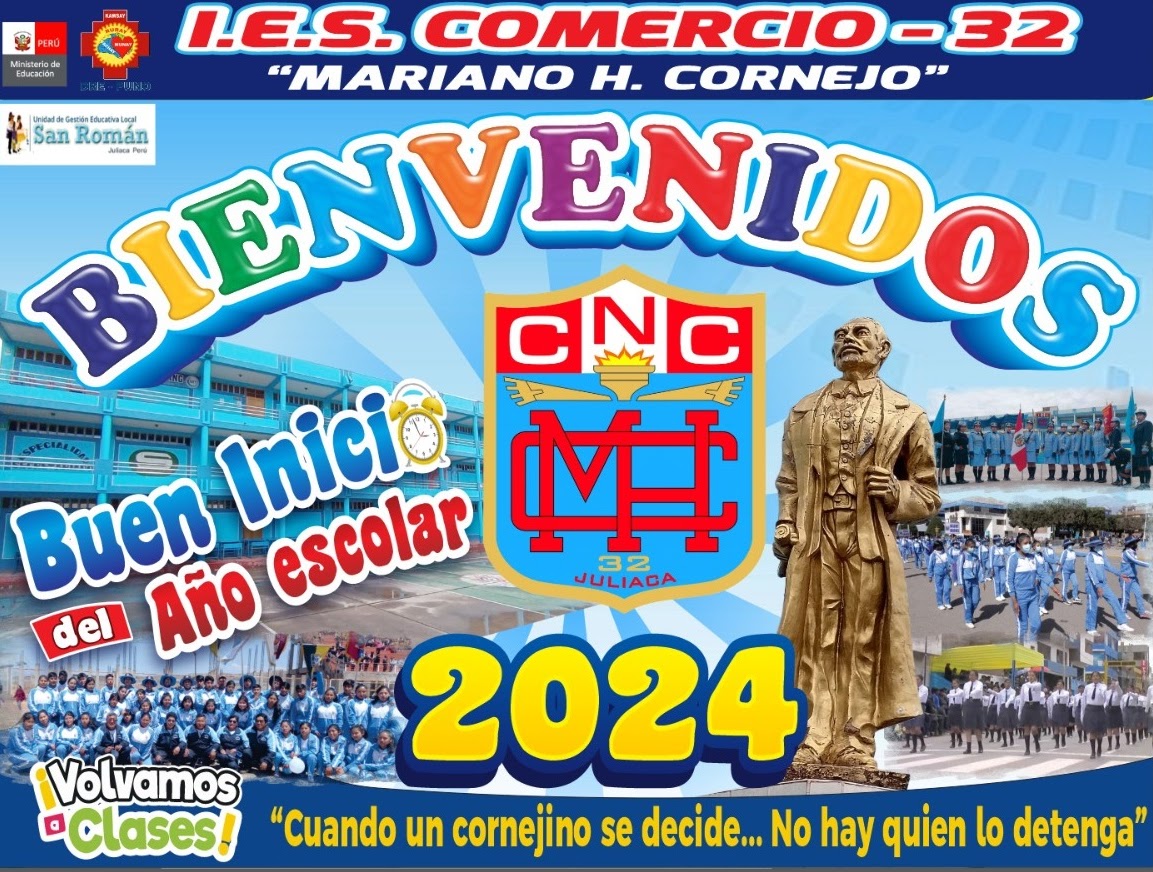 PERÚ
Ministerio de
Educación
I.E.S. COMERCIO - 32
“MARIANO H. CORNEJO”
DRE - PUNO
Unidad de Gestión Educativa Local
San Román
Juliaca Perú
BIENVENIDOS
CNC
MHC
32
JULIACA
Buen Inicio
del Año escolar
2024
¡Volvamos
a Clases!
“Cuando un cornejino se decide... No hay quien lo detenga”